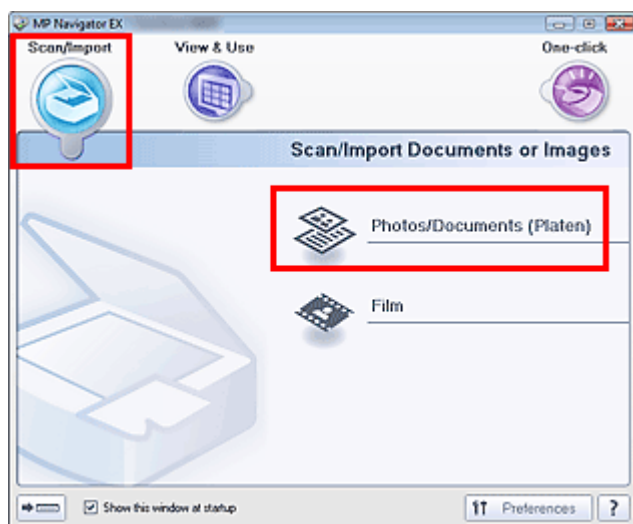 MP Navigator EX
Scan/Import
View & Use
One-click
Scan/Import Documents or Images
Photos/Documents (Platen)
Film
Show this window at startup
Preferences
?